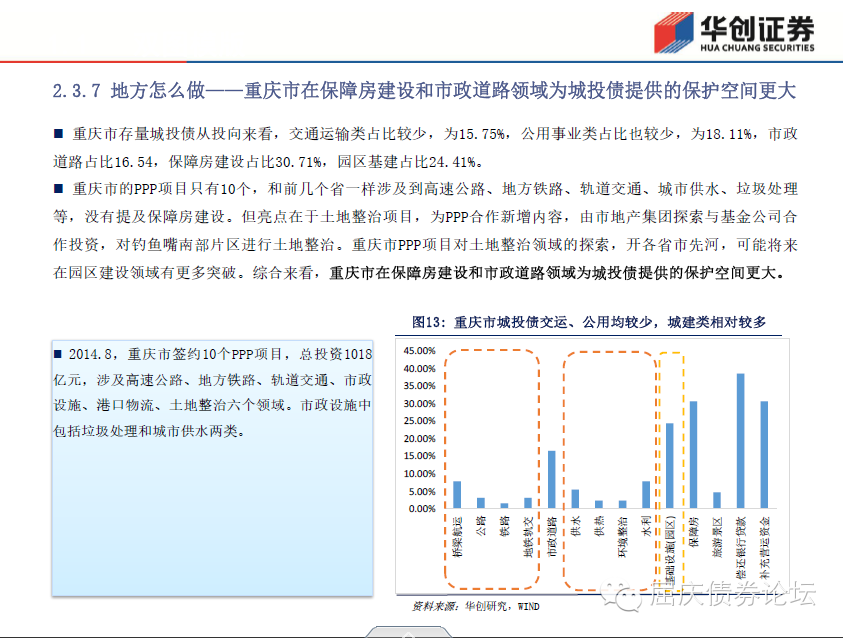 华创证券
HUA CHUANG SECURITIES
2.3.7 地方怎么做——重庆市在保障房建设和市政道路领域为城投债提供的保护空间更大
■ 重庆市存量城投债从投向来看，交通运输类占比较少，为15.75%，公用事业类占比也较少，为18.11%，市政
道路占比16.54，保障房建设占比30.71%，园区基建占比24.41%。
■ 重庆市的PPP项目只有10个，和前几个省一样涉及到高速公路、地方铁路、轨道交通、城市供水、垃圾处理
等，没有提及保障房建设。但亮点在于土地整治项目，为PPP合作新增内容，由市地产集团探索与基金公司合
作投资，对钓鱼嘴南部片区进行土地整治。重庆市PPP项目对土地整治领域的探索，开各省市先河，可能将来
在园区建设领域有更多突破。综合来看，重庆市在保障房建设和市政道路领域为城投债提供的保护空间更大。
■ 2014.8，重庆市签约10个PPP项目，总投资1018
亿元，涉及高速公路、地方铁路、轨道交通、市政
设施、港口物流、土地整治六个领域。市政设施中
包括垃圾处理和城市供水两类。
图13：重庆市城投债交运、公用均较少，城建类相对较多
45.00%
40.00%
35.00%
30.00%
25.00%
20.00%
15.00%
10.00%
5.00%
0.00%
桥梁航运
公路
铁路
地铁轨交
市政道路
供水
供热
环境整治
水利
基础设施(园区)
保障房
旅游景区
偿还银行贷款
补充营运资金
资料来源：华创研究，WIND
屈庆债券论坛